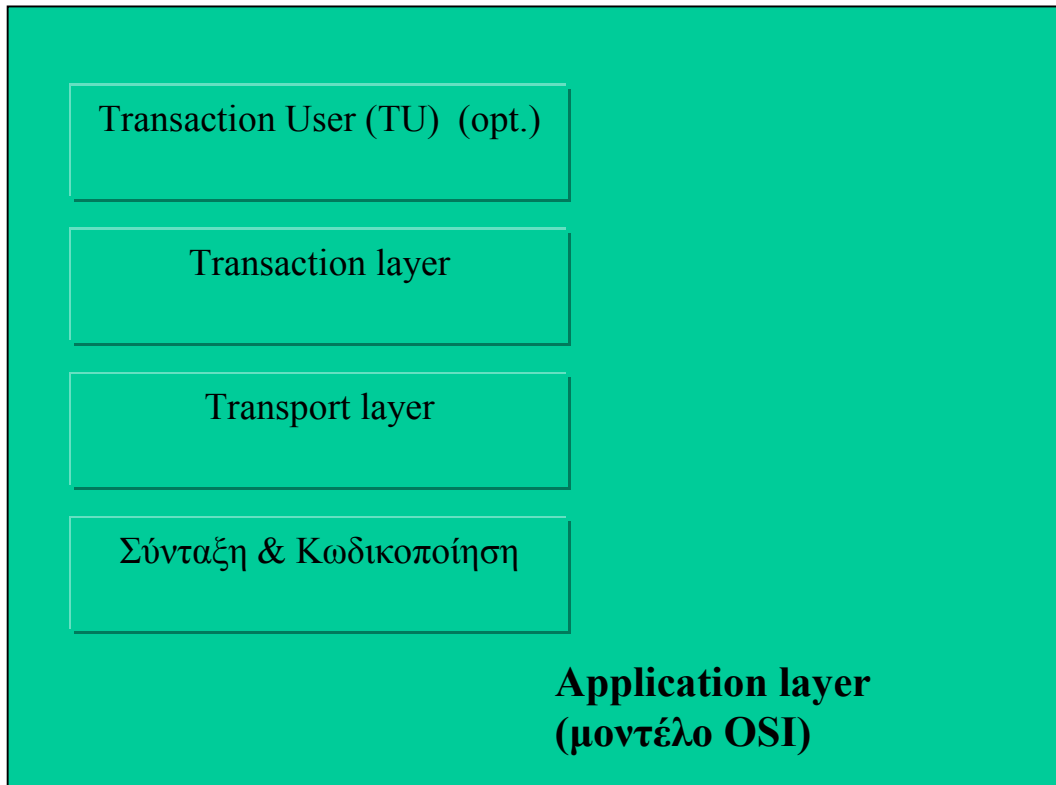 Transaction User (TU) (opt.)
Transaction layer
Transport layer
Σύνταξη & Κωδικοποίηση
Application layer
(μοντέλο OSI)